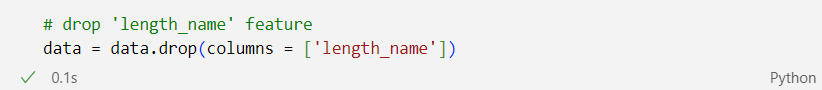 # drop 'length_name' feature
data = data.drop(columns = ['length_name'])
0.1s Python